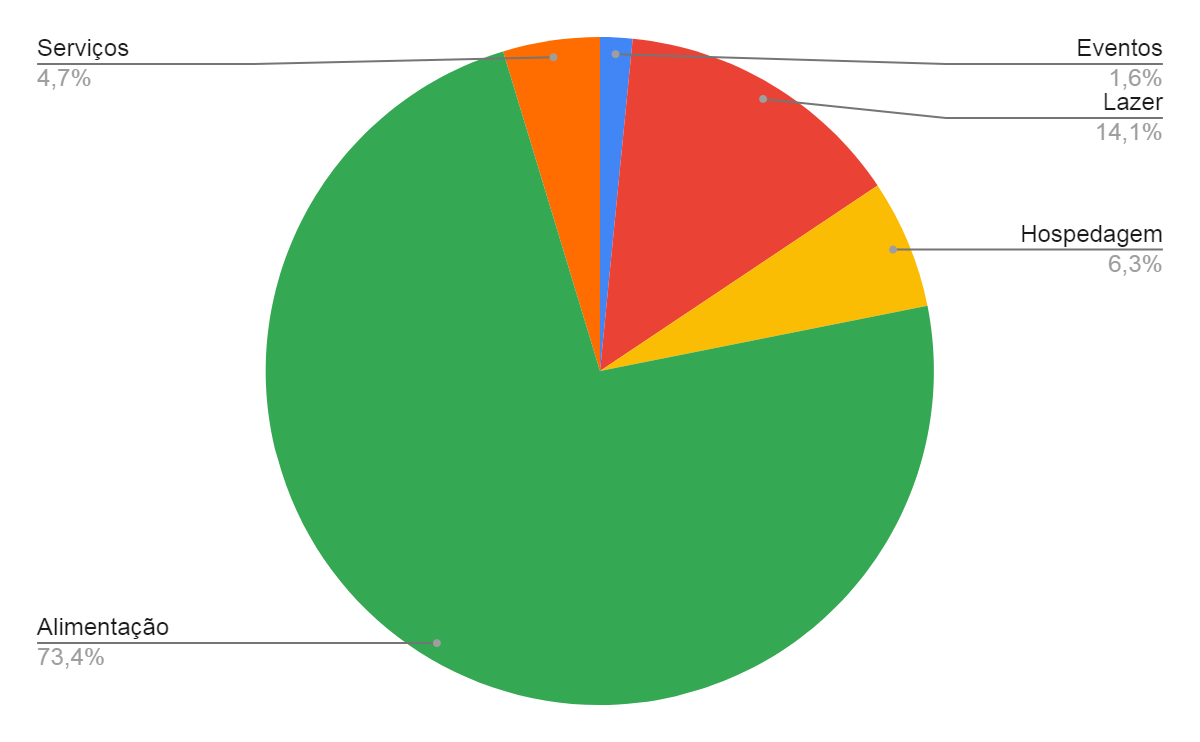 Serviços
4,7%
Eventos
1,6%
Lazer
14,1%
Hospedagem
6,3%
Alimentação
73,4%